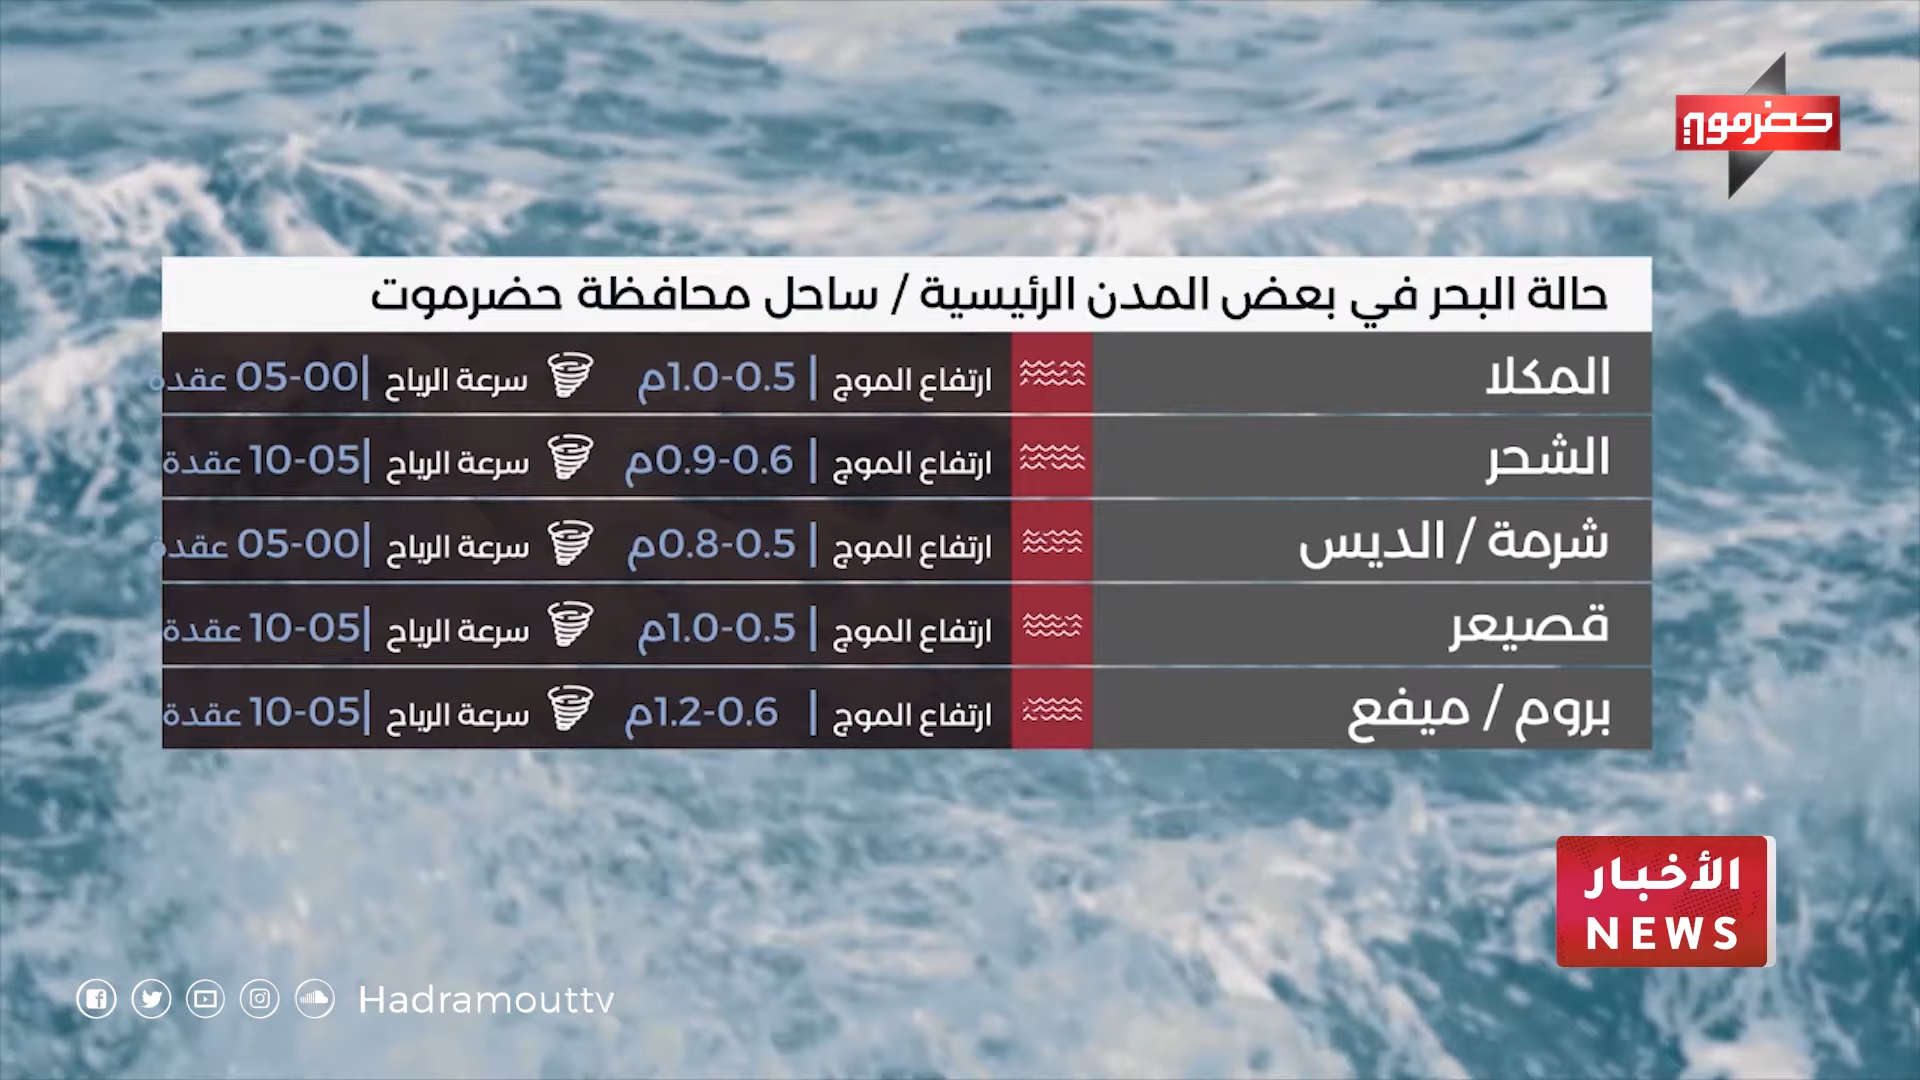 حضرموت
حالة البحر في بعض المدن الرئيسية / ساحل محافظة حضرموت
المكلا ارتفاع الموج | 0.5-1.0م سرعة الرياح | 00-05 عقدة
الشحر ارتفاع الموج | 0.6-0.9م سرعة الرياح | 05-10 عقدة
شرمة / الديس ارتفاع الموج | 0.5-0.8م سرعة الرياح | 00-05 عقدة
قصيعر ارتفاع الموج | 0.5-1.0م سرعة الرياح | 05-10 عقدة
بروم / ميفع ارتفاع الموج | 0.6-1.2م سرعة الرياح | 05-10 عقدة
الأخبار
NEWS
Hadramouttv